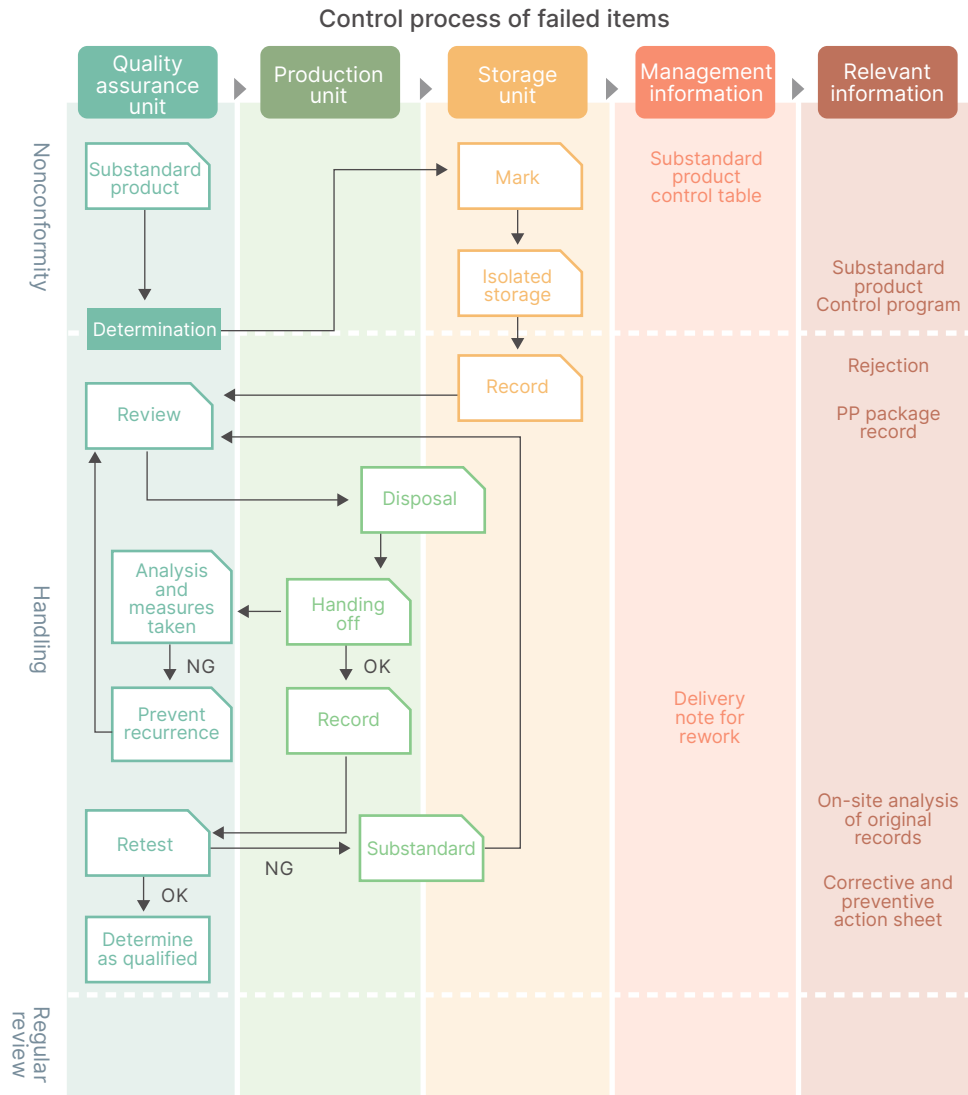 Control process of failed items
Quality
assurance
unit
Production
unit
Storage
unit
Management
information
Relevant
information
Nonconformity
Substandard
product
Mark
Substandard
product
control table
Isolated
storage
Substandard
product
Control program
Determination
Handling
Record
Rejection
Review
PP package
record
Disposal
Analysis
and
measures
taken
Handing
off
NG
OK
Prevent
recurrence
Record
Delivery
note for
rework
On-site analysis
of original
records
Retest
NG
Substandard
OK
Corrective and
preventive
action sheet
Determine
as qualified
Regular
review